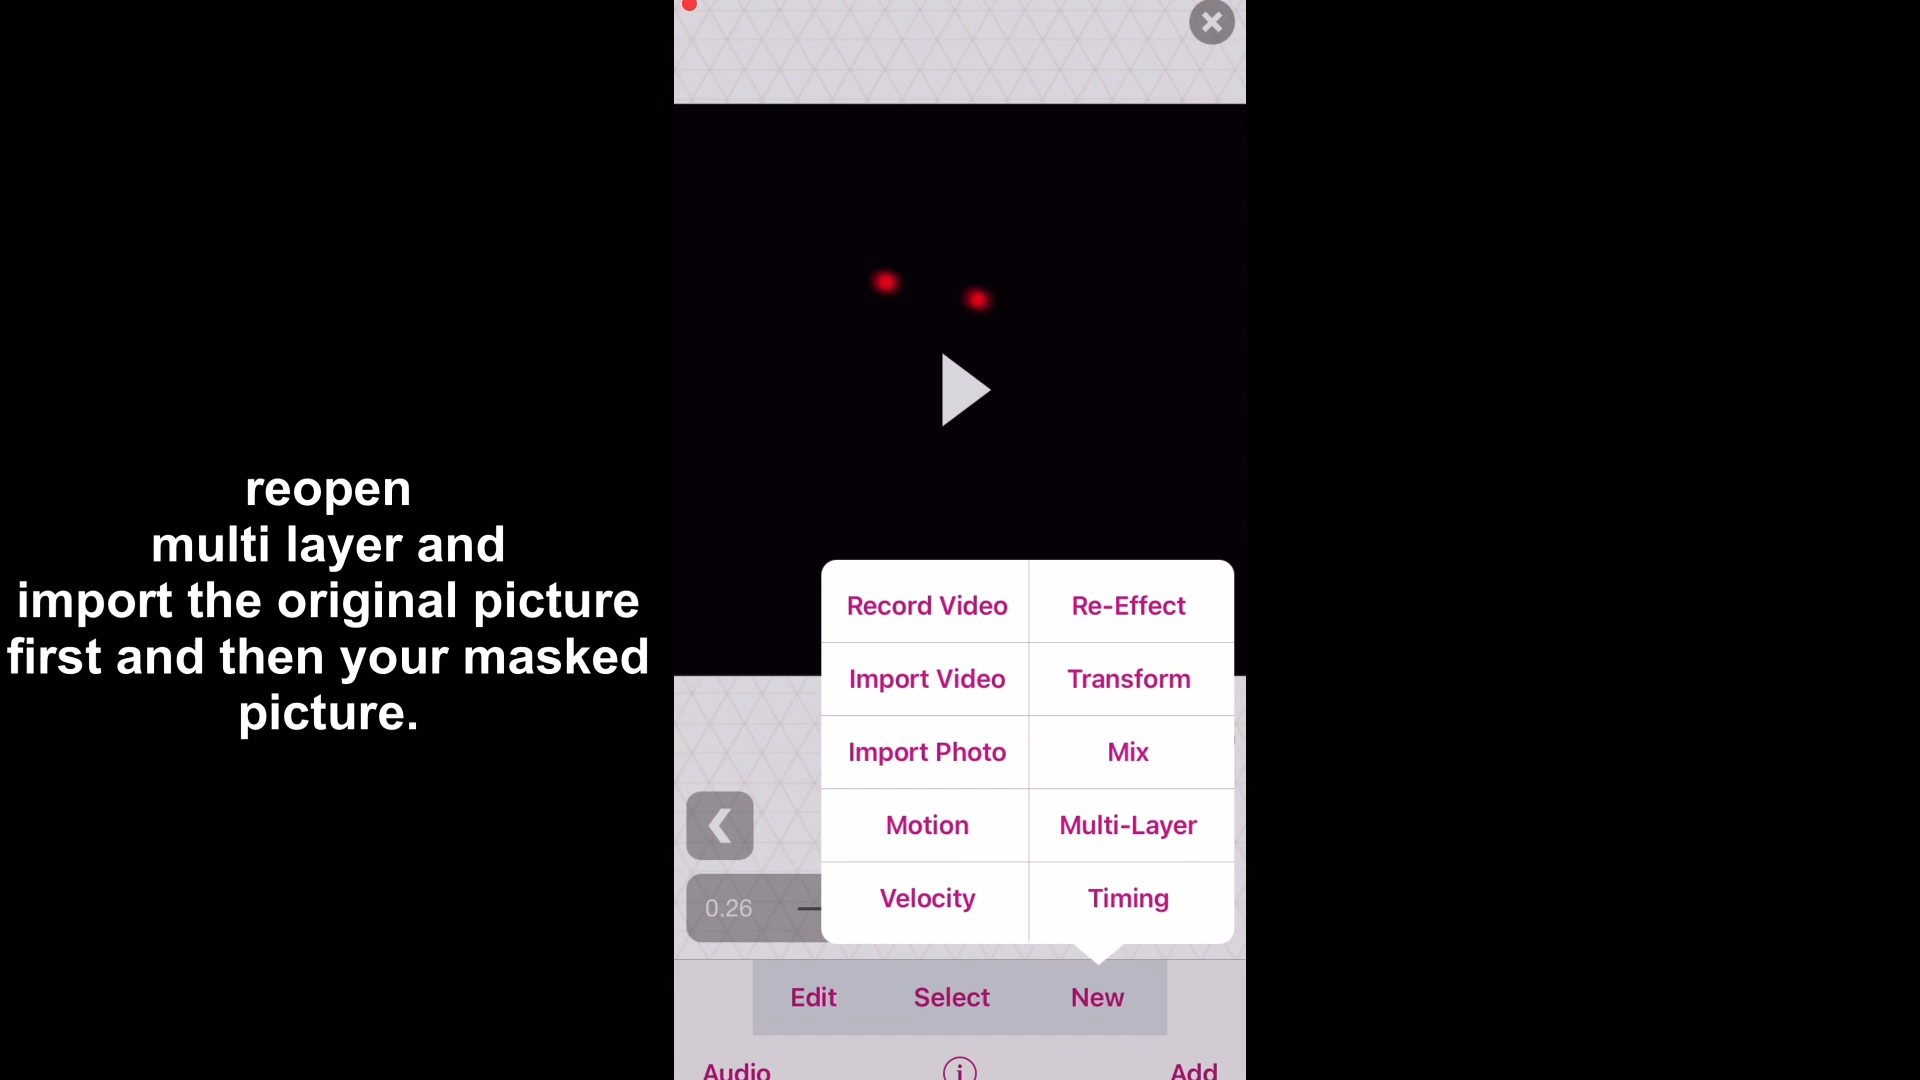 reopen
multi layer and
import the original picture
first and then your masked
picture.
Record Video
Re-Effect
Import Video
Transform
Import Photo
Mix
Motion
Multi-Layer
Velocity
Timing
0.26
Edit
Select
New
Audio
i
Add